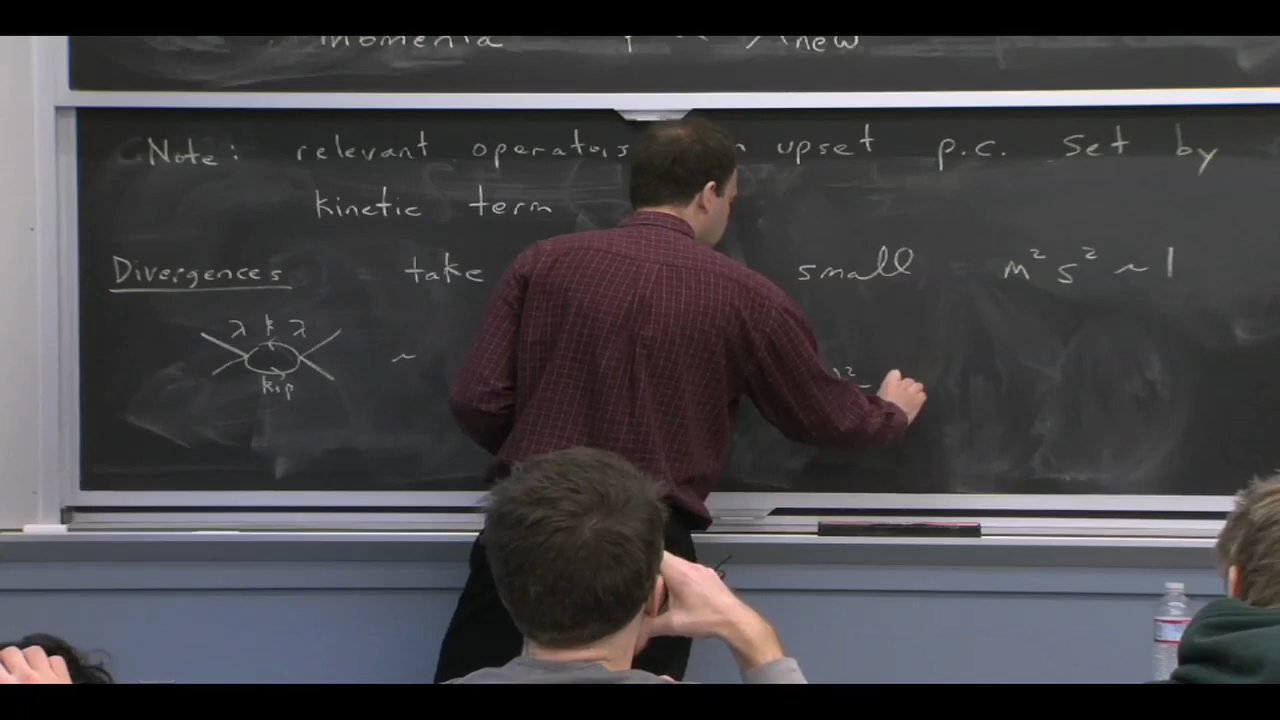 momenta new
Note: relevant operators upset p.c. set by
kinetic term
Divergences take small m² s² ~ 1
λ k λ
~
k+p